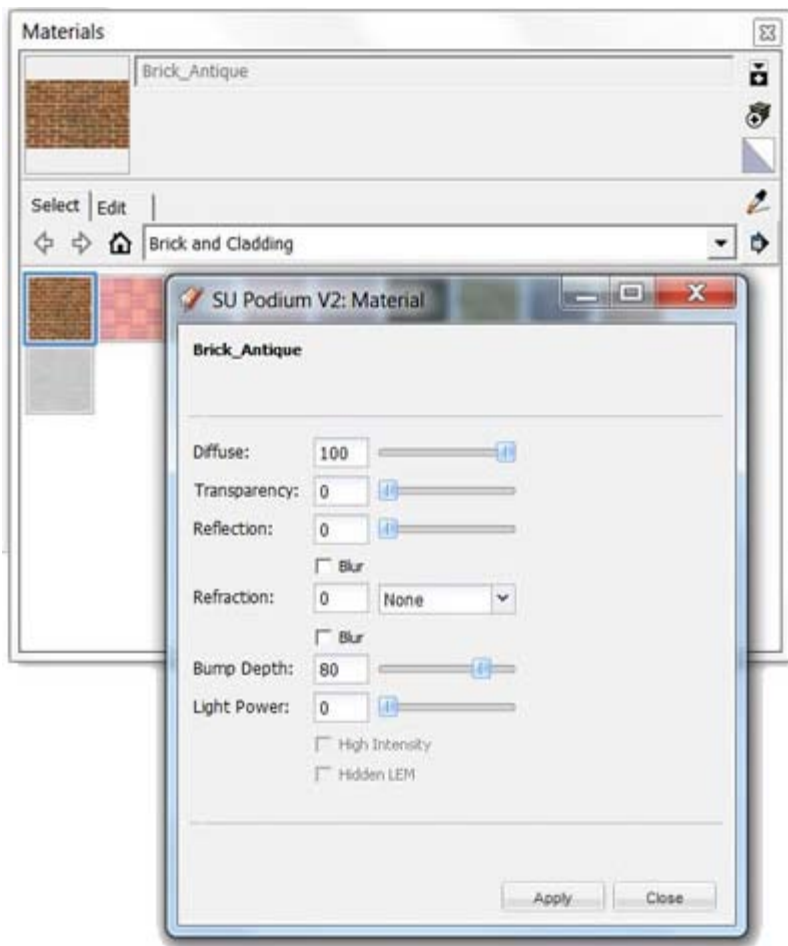 Materials
Brick_Antique
Select Edit
Brick and Cladding
SU Podium V2: Material
Brick_Antique
Diffuse: 100
Transparency: 0
Reflection: 0
Blur
Refraction: 0 None
Blur
Bump Depth: 80
Light Power: 0
High Intensity
Hidden LEM
Apply Close